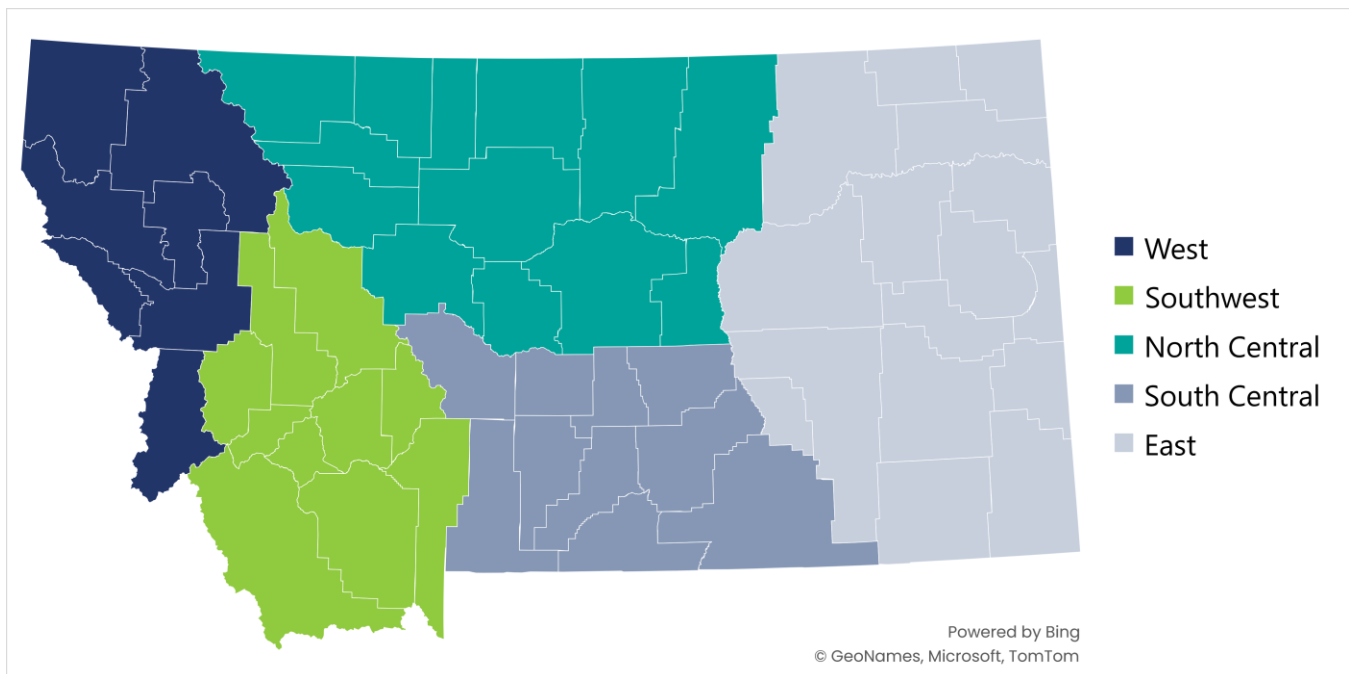 West
Southwest
North Central
South Central
East
Powered by Bing
© GeoNames, Microsoft, TomTom